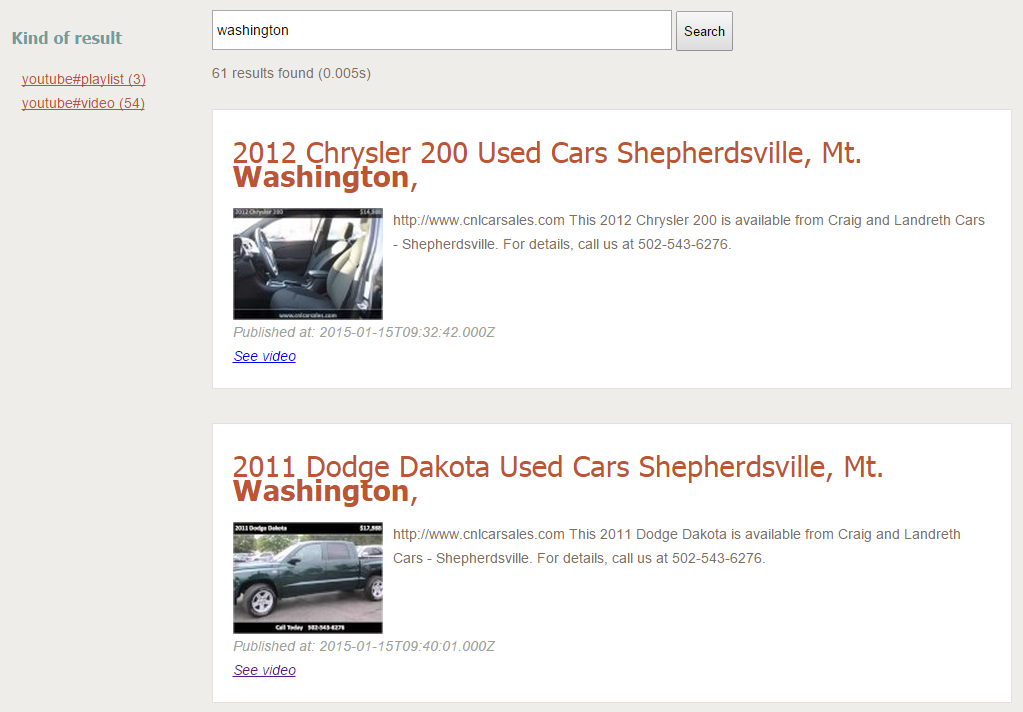 Kind of result
youtube#playlist (3)
youtube#video (54)
washington
Search
61 results found (0.005s)
2012 Chrysler 200 Used Cars Shepherdsville, Mt.
Washington,
2012 Chrysler 200
http://www.cnlcarsales.com This 2012 Chrysler 200 is available from Craig and Landreth Cars
- Shepherdsville. For details, call us at 502-543-6276.
www.cnlcarsales.com
Published at: 2015-01-15T09:32:42.000Z
See video
2011 Dodge Dakota Used Cars Shepherdsville, Mt.
Washington,
2011 Dodge Dakota
http://www.cnlcarsales.com This 2011 Dodge Dakota is available from Craig and Landreth
Cars - Shepherdsville. For details, call us at 502-543-6276.
Call Today 502-543-6276
Published at: 2015-01-15T09:40:01.000Z
See video